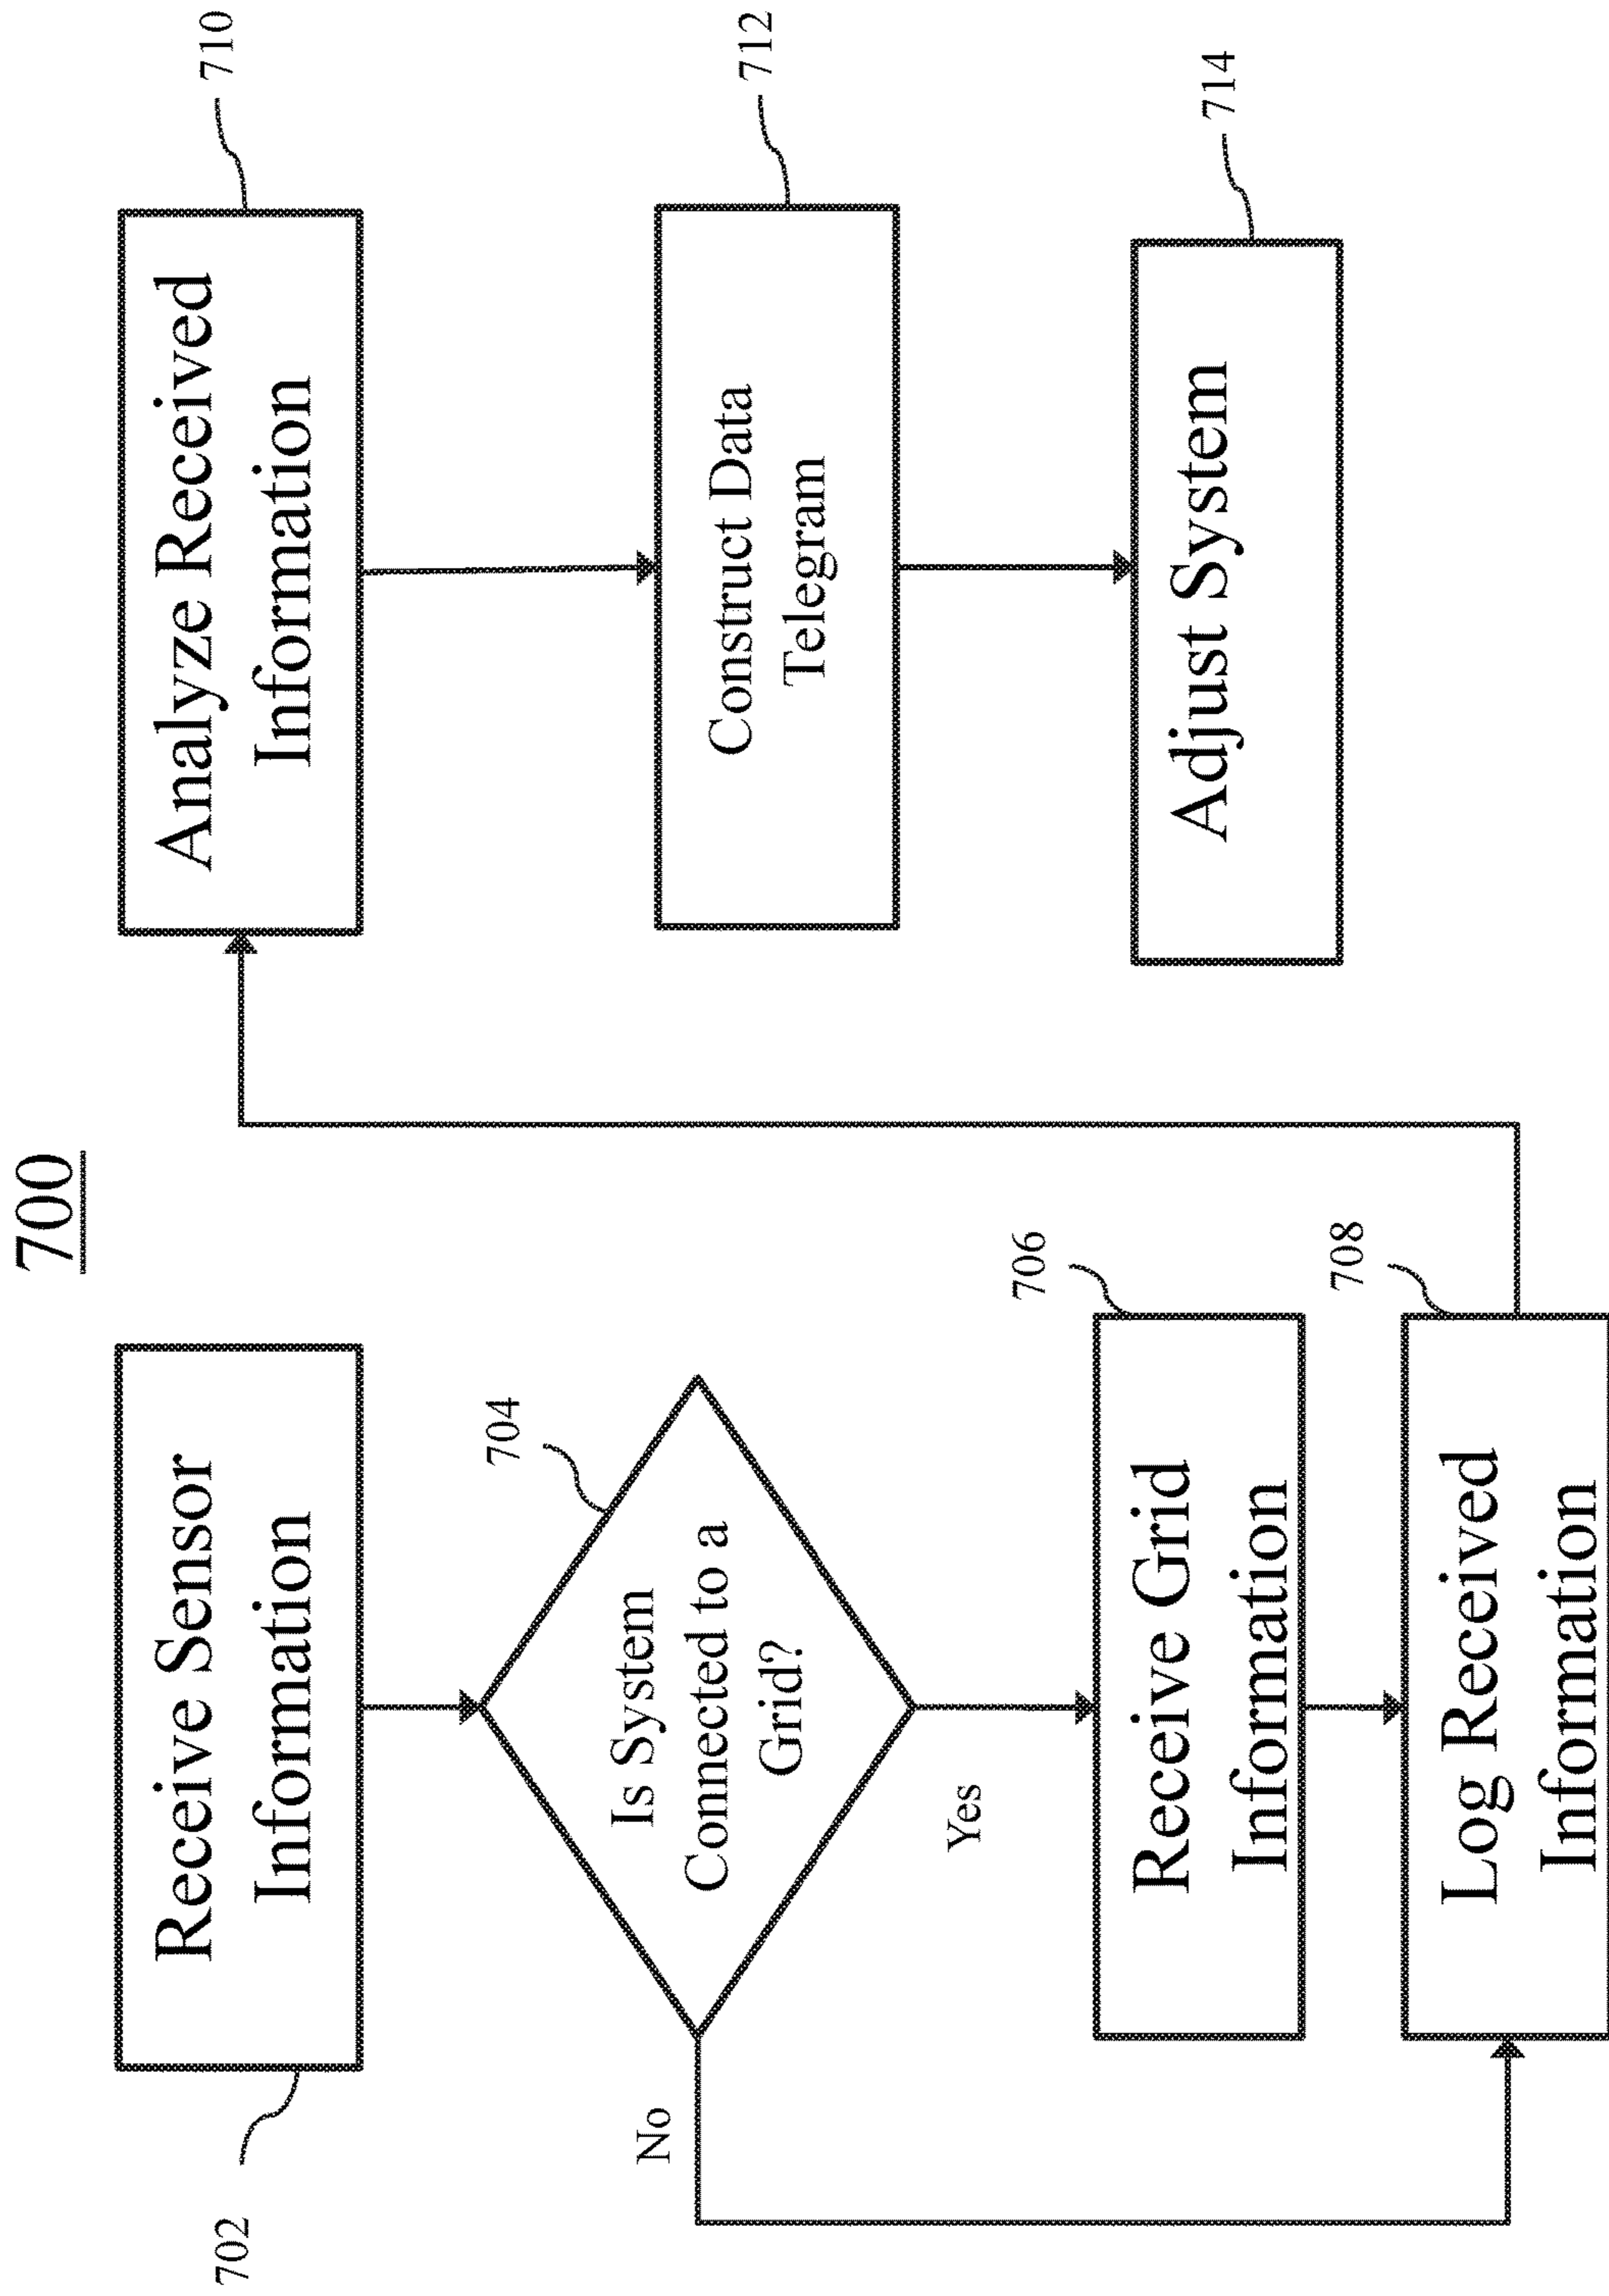 700
702
Receive Sensor
Information
704
Is System
Connected to a
Grid?
No
Yes
706
Receive Grid
Information
708
Log Received
Information
710
Analyze Received
Information
712
Construct Data
Telegram
714
Adjust System